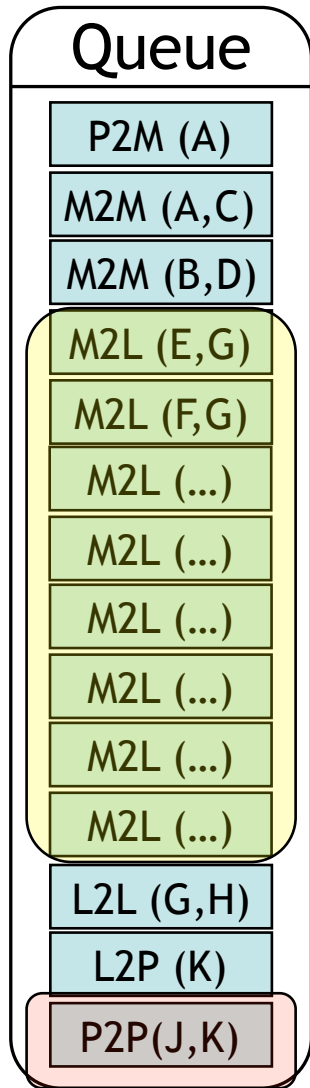 Queue
P2M (A)
M2M (A,C)
M2M (B,D)
M2L (E,G)
M2L (F,G)
M2L (...)
M2L (...)
M2L (...)
M2L (...)
M2L (...)
M2L (...)
L2L (G,H)
L2P (K)
P2P(J,K)